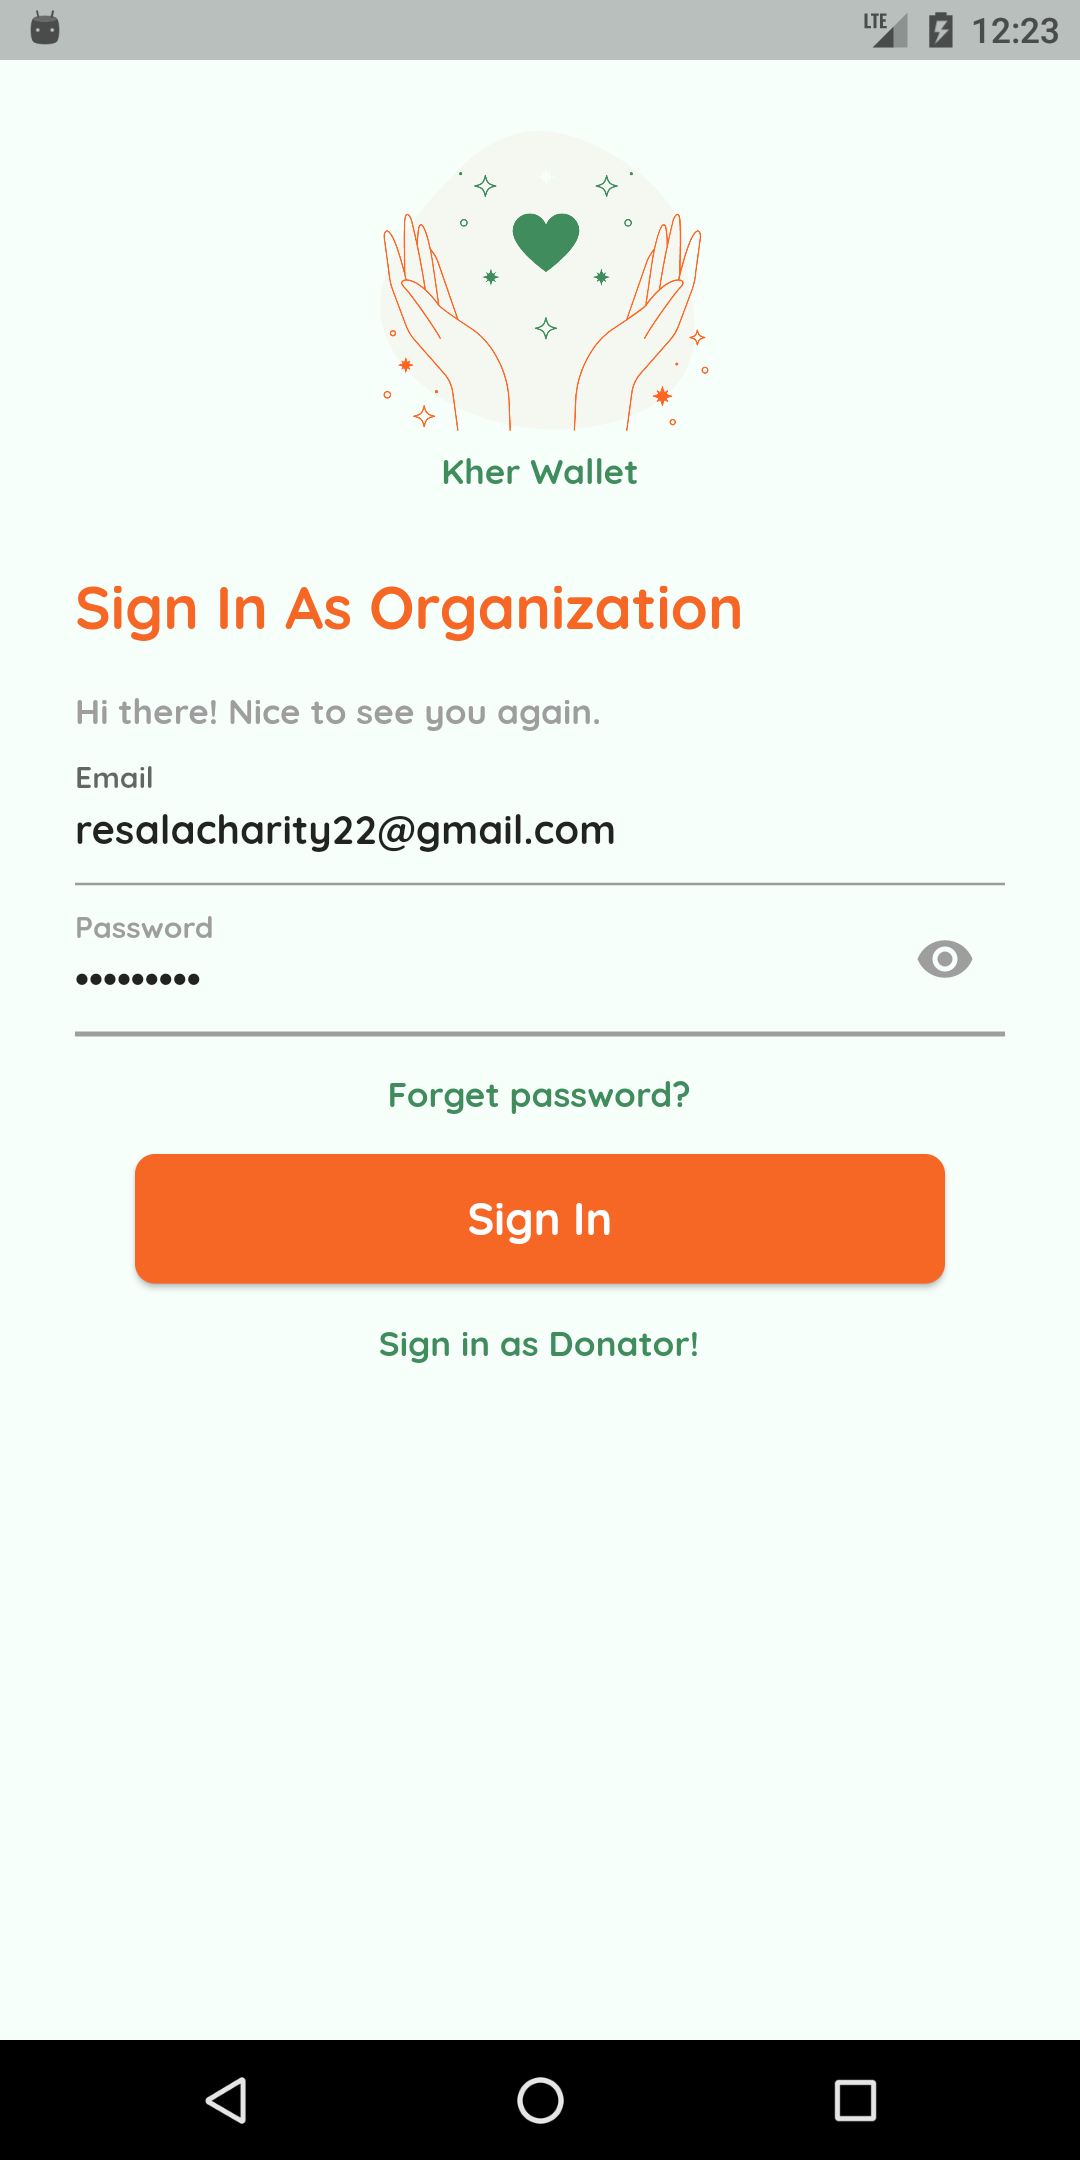 LTE 12:23
Kher Wallet
Sign In As Organization
Hi there! Nice to see you again.
Email
resalacharity22@gmail.com
Password
•••••••••
Forget password?
Sign In
Sign in as Donator!